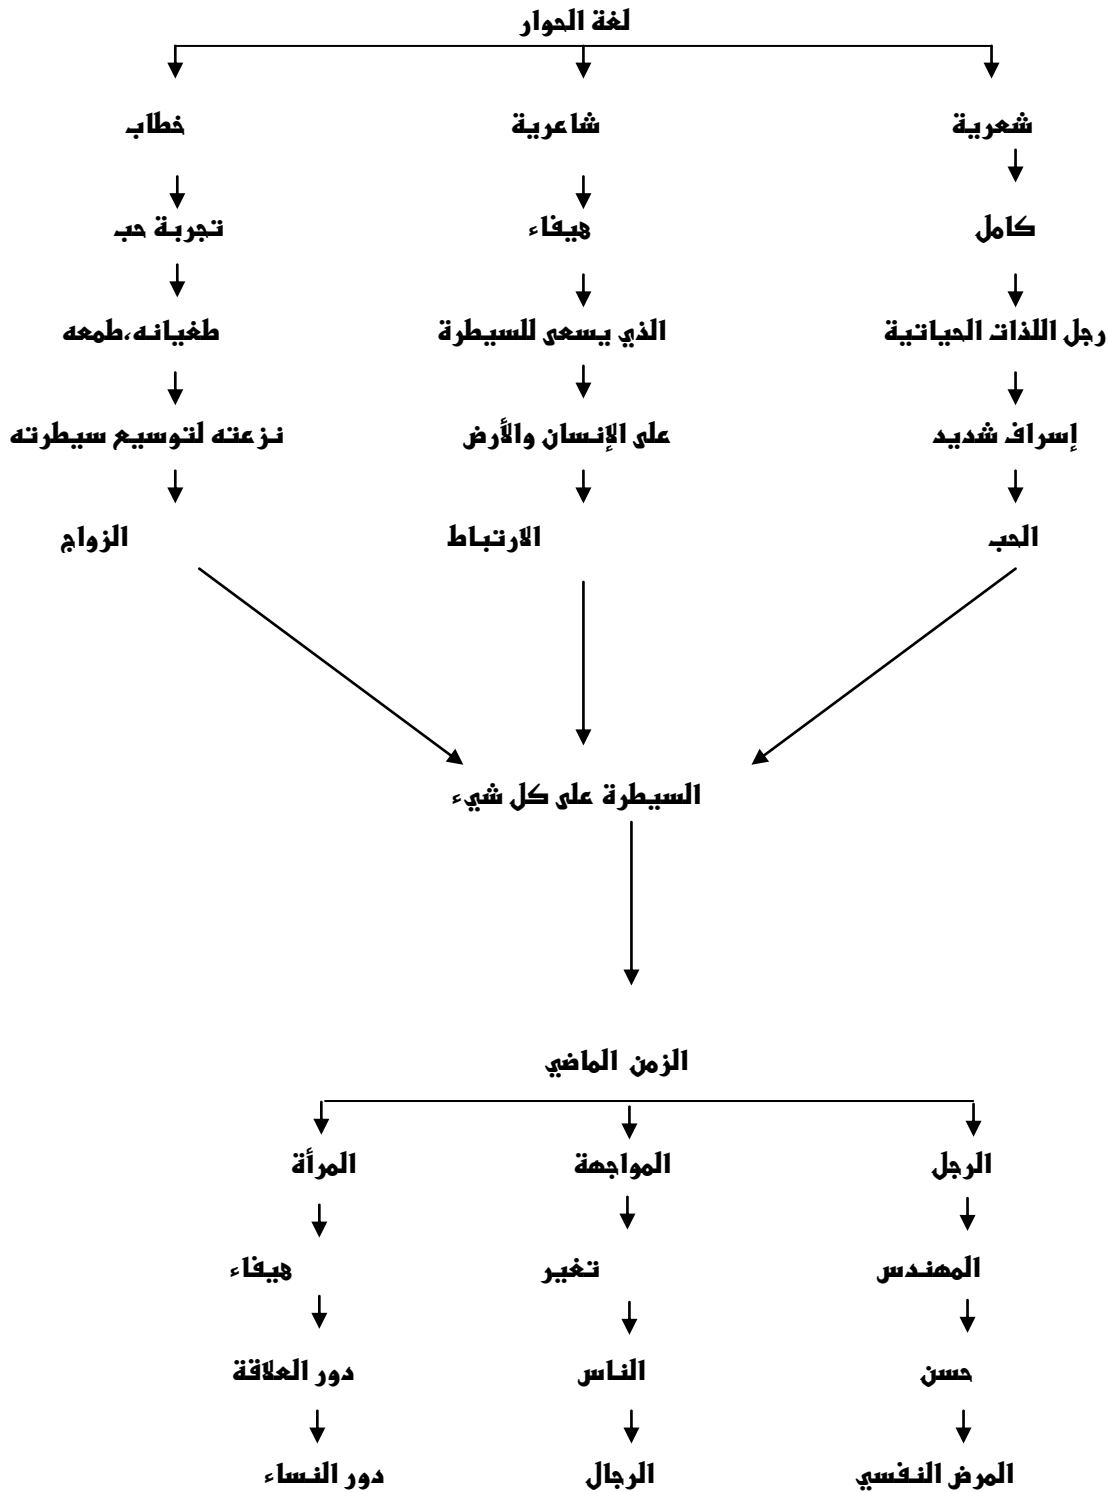 لغة الحوار
شعرية شاعرية خطاب
كامل هيفاء تجربة حب
رجل اللذات الحياتية الذي يسعى للسيطرة طغيانه،طمعه
إسراف شديد على الإنسان والأرض نزعته لتوسيع سيطرته
الحب الارتباط الزواج
السيطرة على كل شيء
الزمن الماضي
الرجل المواجهة المرأة
المهندس تغير هيفاء
حسن الناس دور العلاقة
المرض النفسي الرجال دور النساء